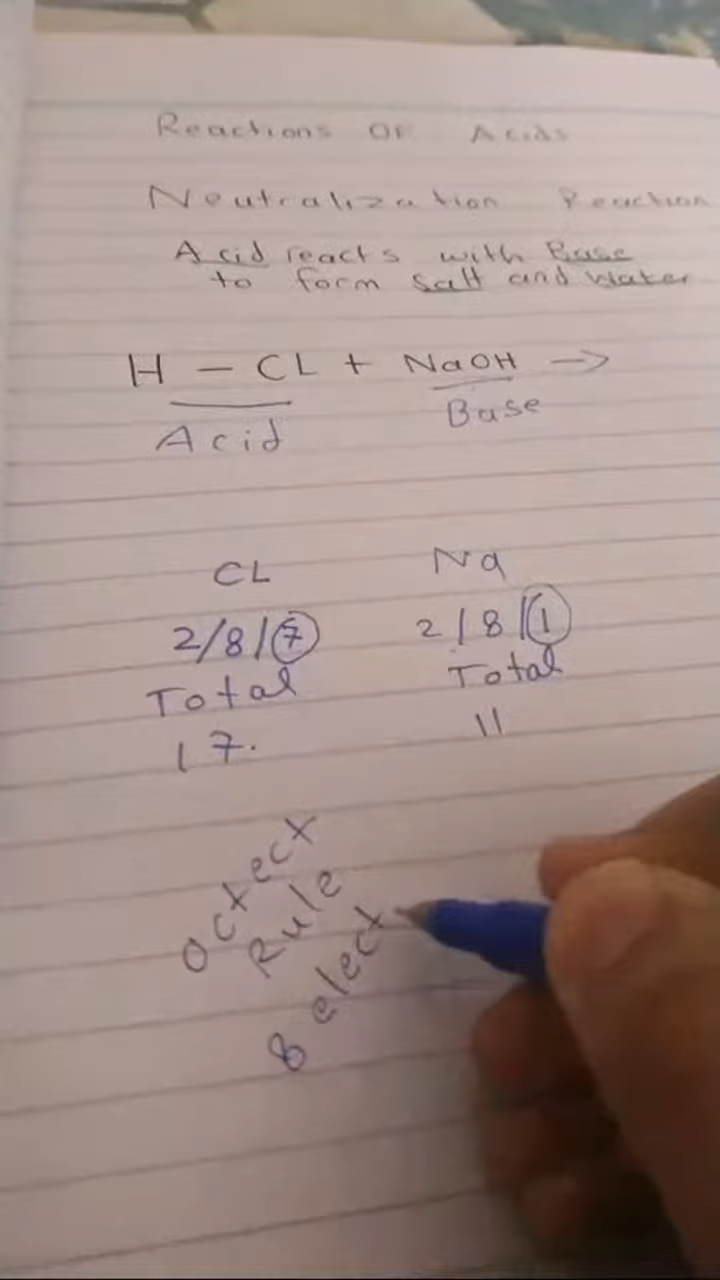 Reactions OF Acids
Neutralization Reaction
Acid reacts with Base
to form Salt and Water
H — CL + NaOH →
Acid Base
CL Na
2/8/7 2/8/1
Total Total
17. 11
Octect
Rule
8 elect